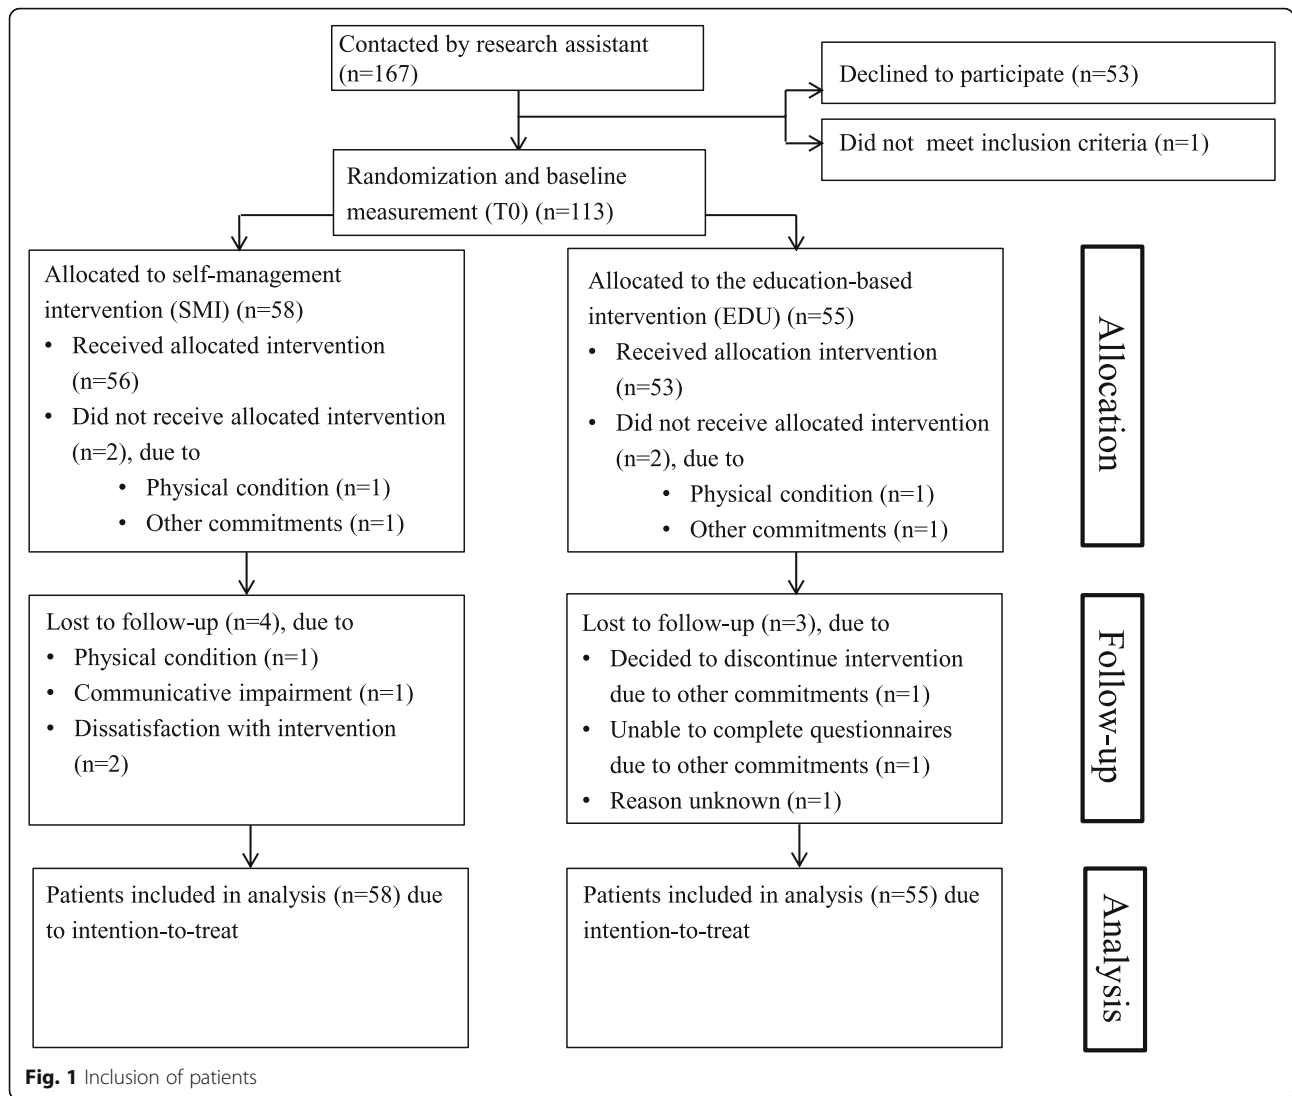 Contacted by research assistant
(n=167)
Declined to participate (n=53)
Did not meet inclusion criteria (n=1)
Randomization and baseline
measurement (T0) (n=113)
Allocated to self-management
intervention (SMI) (n=58)
• Received allocated intervention
(n=56)
• Did not receive allocated intervention
(n=2), due to
• Physical condition (n=1)
• Other commitments (n=1)
Allocated to the education-based
intervention (EDU) (n=55)
• Received allocation intervention
(n=53)
• Did not receive allocated intervention
(n=2), due to
• Physical condition (n=1)
• Other commitments (n=1)
Allocation
Lost to follow-up (n=4), due to
• Physical condition (n=1)
• Communicative impairment (n=1)
• Dissatisfaction with intervention
(n=2)
Lost to follow-up (n=3), due to
• Decided to discontinue intervention
due to other commitments (n=1)
• Unable to complete questionnaires
due to other commitments (n=1)
• Reason unknown (n=1)
Follow-up
Patients included in analysis (n=58) due
to intention-to-treat
Patients included in analysis (n=55) due
intention-to-treat
Analysis
Fig. 1 Inclusion of patients